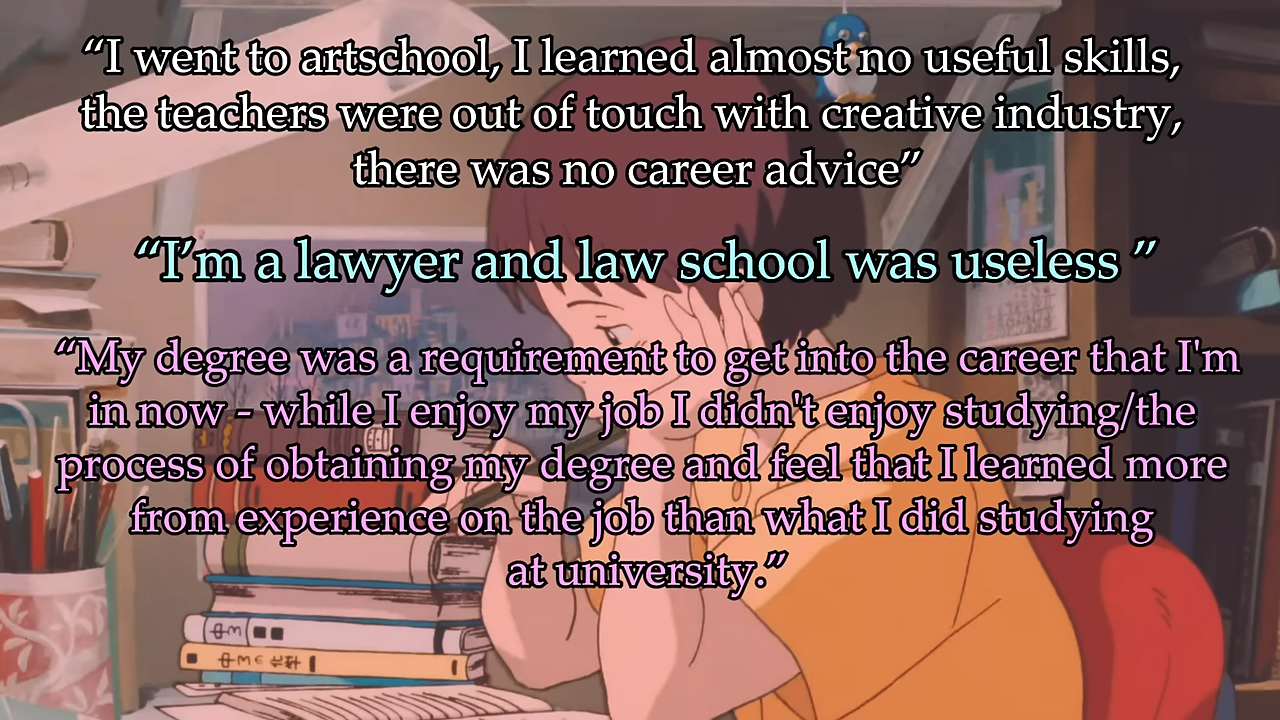 “I went to artschool, I learned almost no useful skills,
the teachers were out of touch with creative industry,
there was no career advice”
“I’m a lawyer and law school was useless ”
“My degree was a requirement to get into the career that I'm
in now - while I enjoy my job I didn't enjoy studying/the
process of obtaining my degree and feel that I learned more
from experience on the job than what I did studying
at university.”